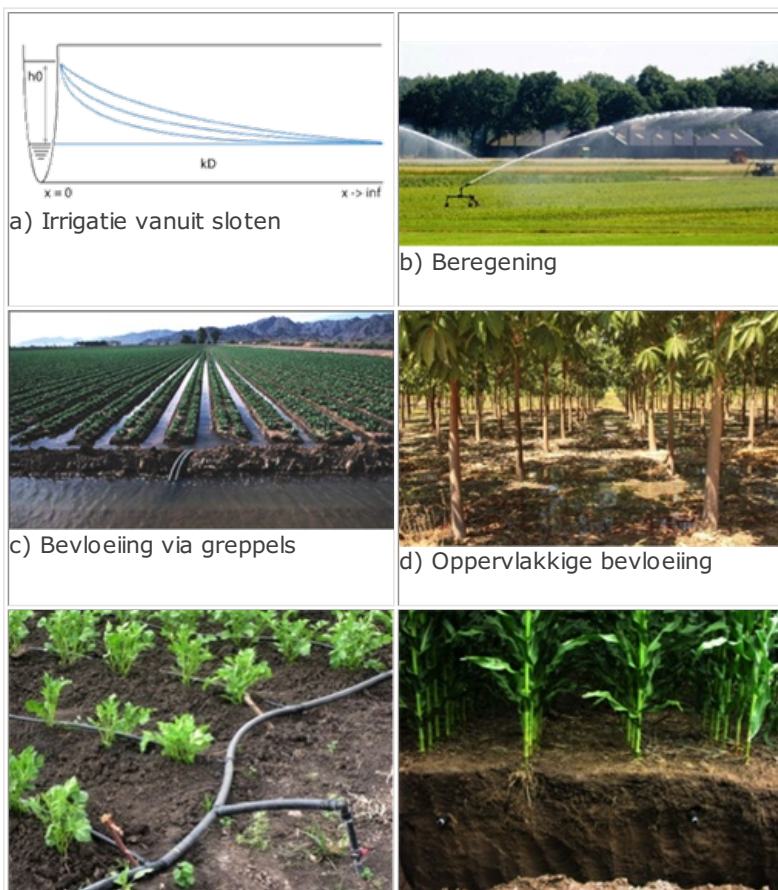 h0
kD
x = 0
x -> inf
a) Irrigatie vanuit sloten
b) Beregening
c) Bevloeiing via greppels
d) Oppervlakkige bevloeiing